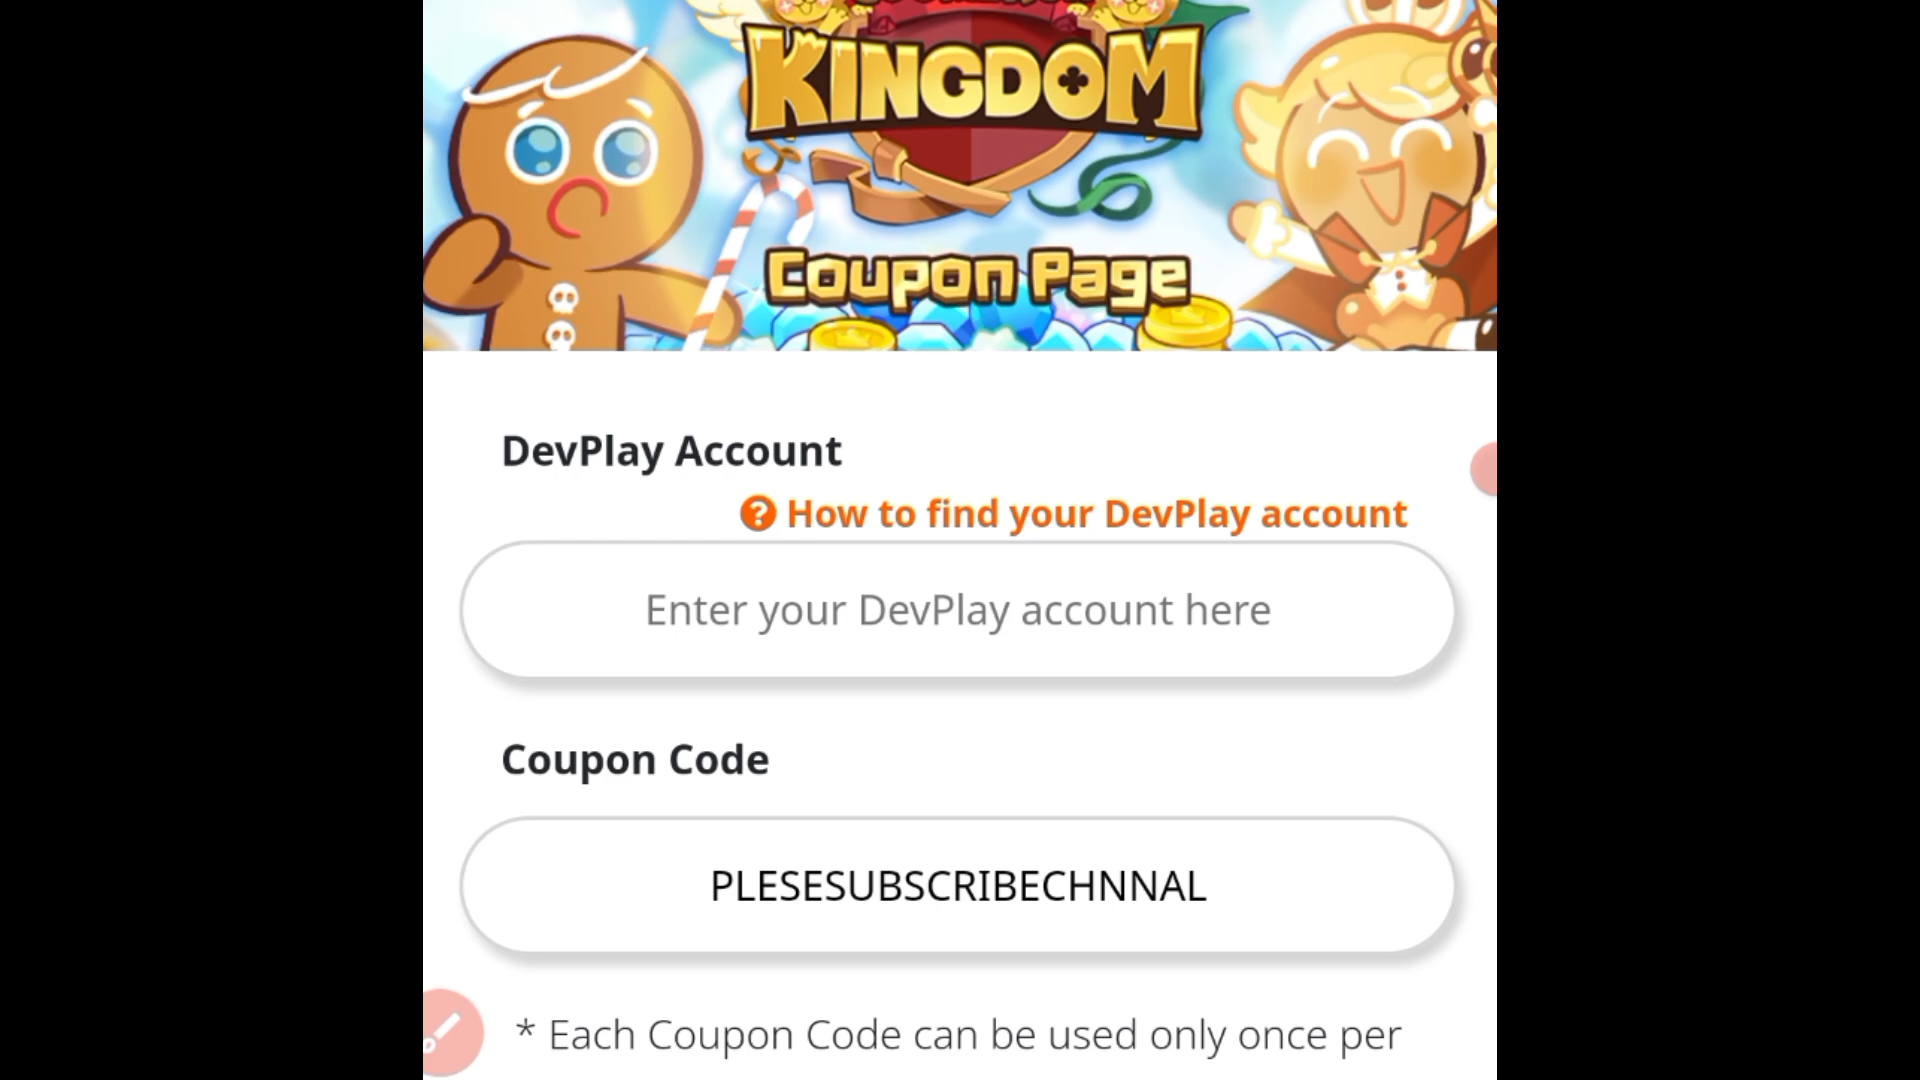 KINGDOM
Coupon Page
DevPlay Account
How to find your DevPlay account
Enter your DevPlay account here
Coupon Code
PLESESUBSCRIBECHNNAL
* Each Coupon Code can be used only once per